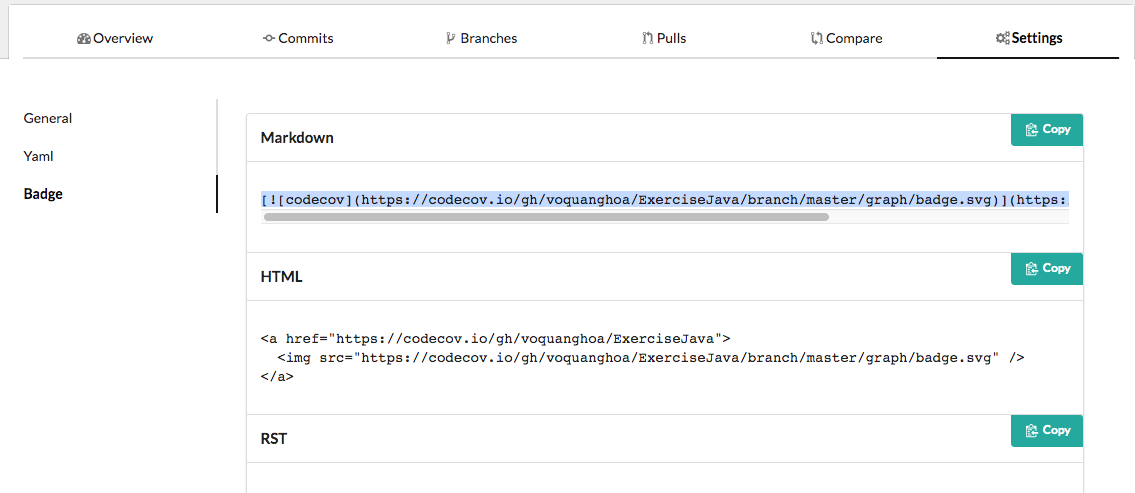 Overview Commits Branches Pulls Compare Settings
General
Yaml
Badge
Markdown Copy
[![codecov](https://codecov.io/gh/voquanghoa/ExerciseJava/branch/master/graph/badge.svg)](https:
HTML Copy
<a href="https://codecov.io/gh/voquanghoa/ExerciseJava">
  <img src="https://codecov.io/gh/voquanghoa/ExerciseJava/branch/master/graph/badge.svg" />
</a>
RST Copy